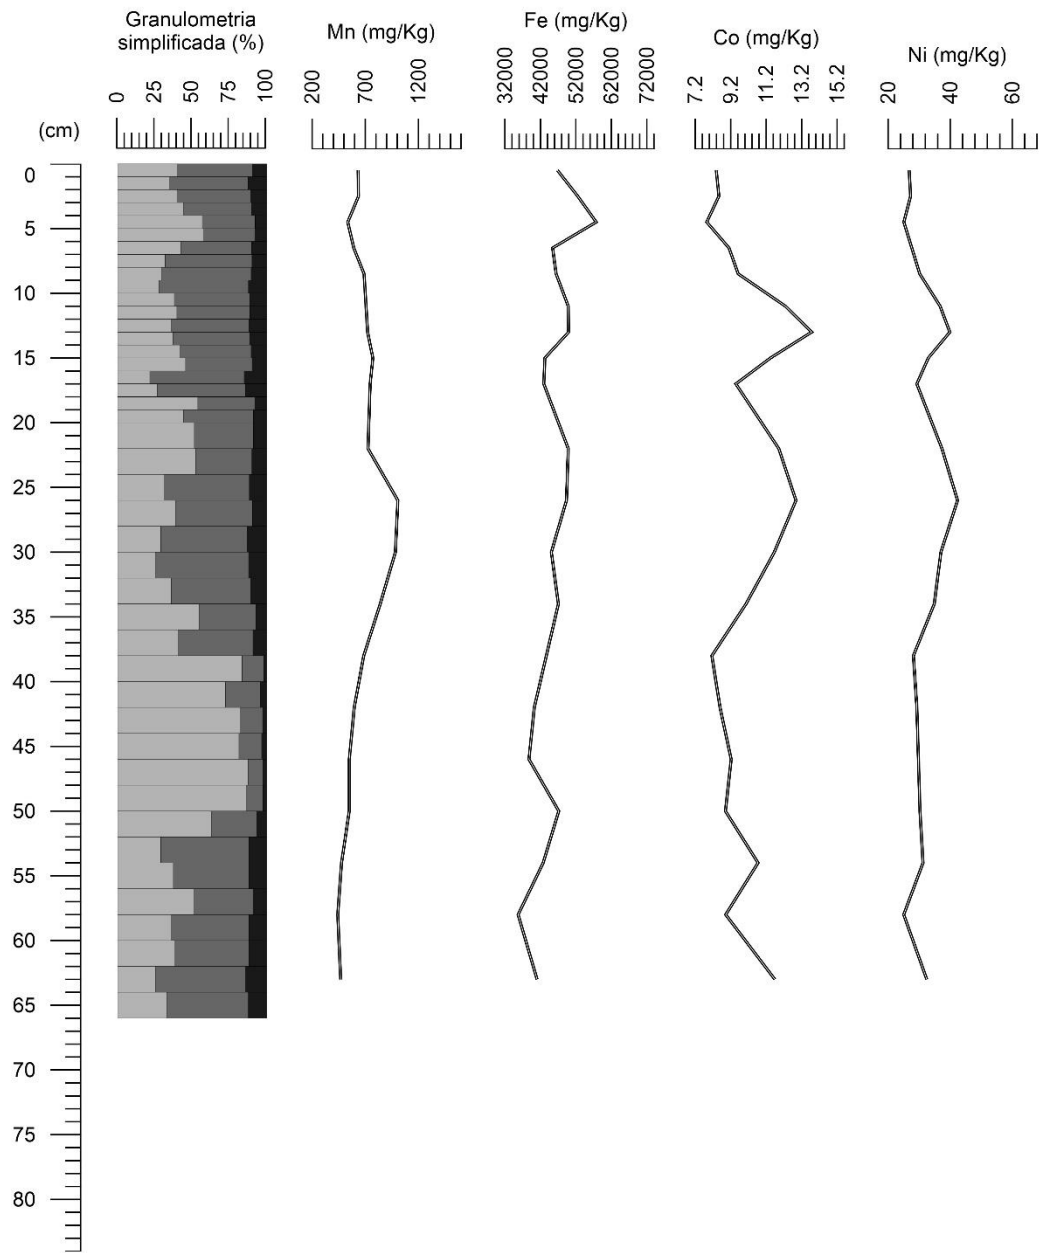 Granulometria
simplificada (%)
Mn (mg/Kg)
Fe (mg/Kg)
Co (mg/Kg)
Ni (mg/Kg)
0 25 50 75 100
200 700 1200
32000 42000 52000 62000 72000
7.2 9.2 11.2 13.2 15.2
20 40 60
(cm)
0
5
10
15
20
25
30
35
40
45
50
55
60
65
70
75
80